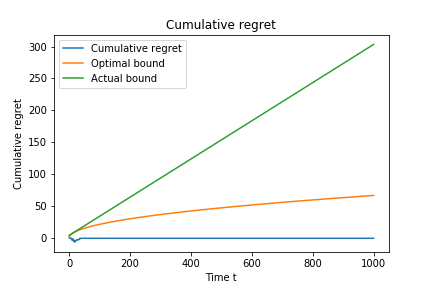 Cumulative regret
Cumulative regret
Optimal bound
Actual bound
Cumulative regret
300
250
200
150
100
50
0
0 200 400 600 800 1000
Time t